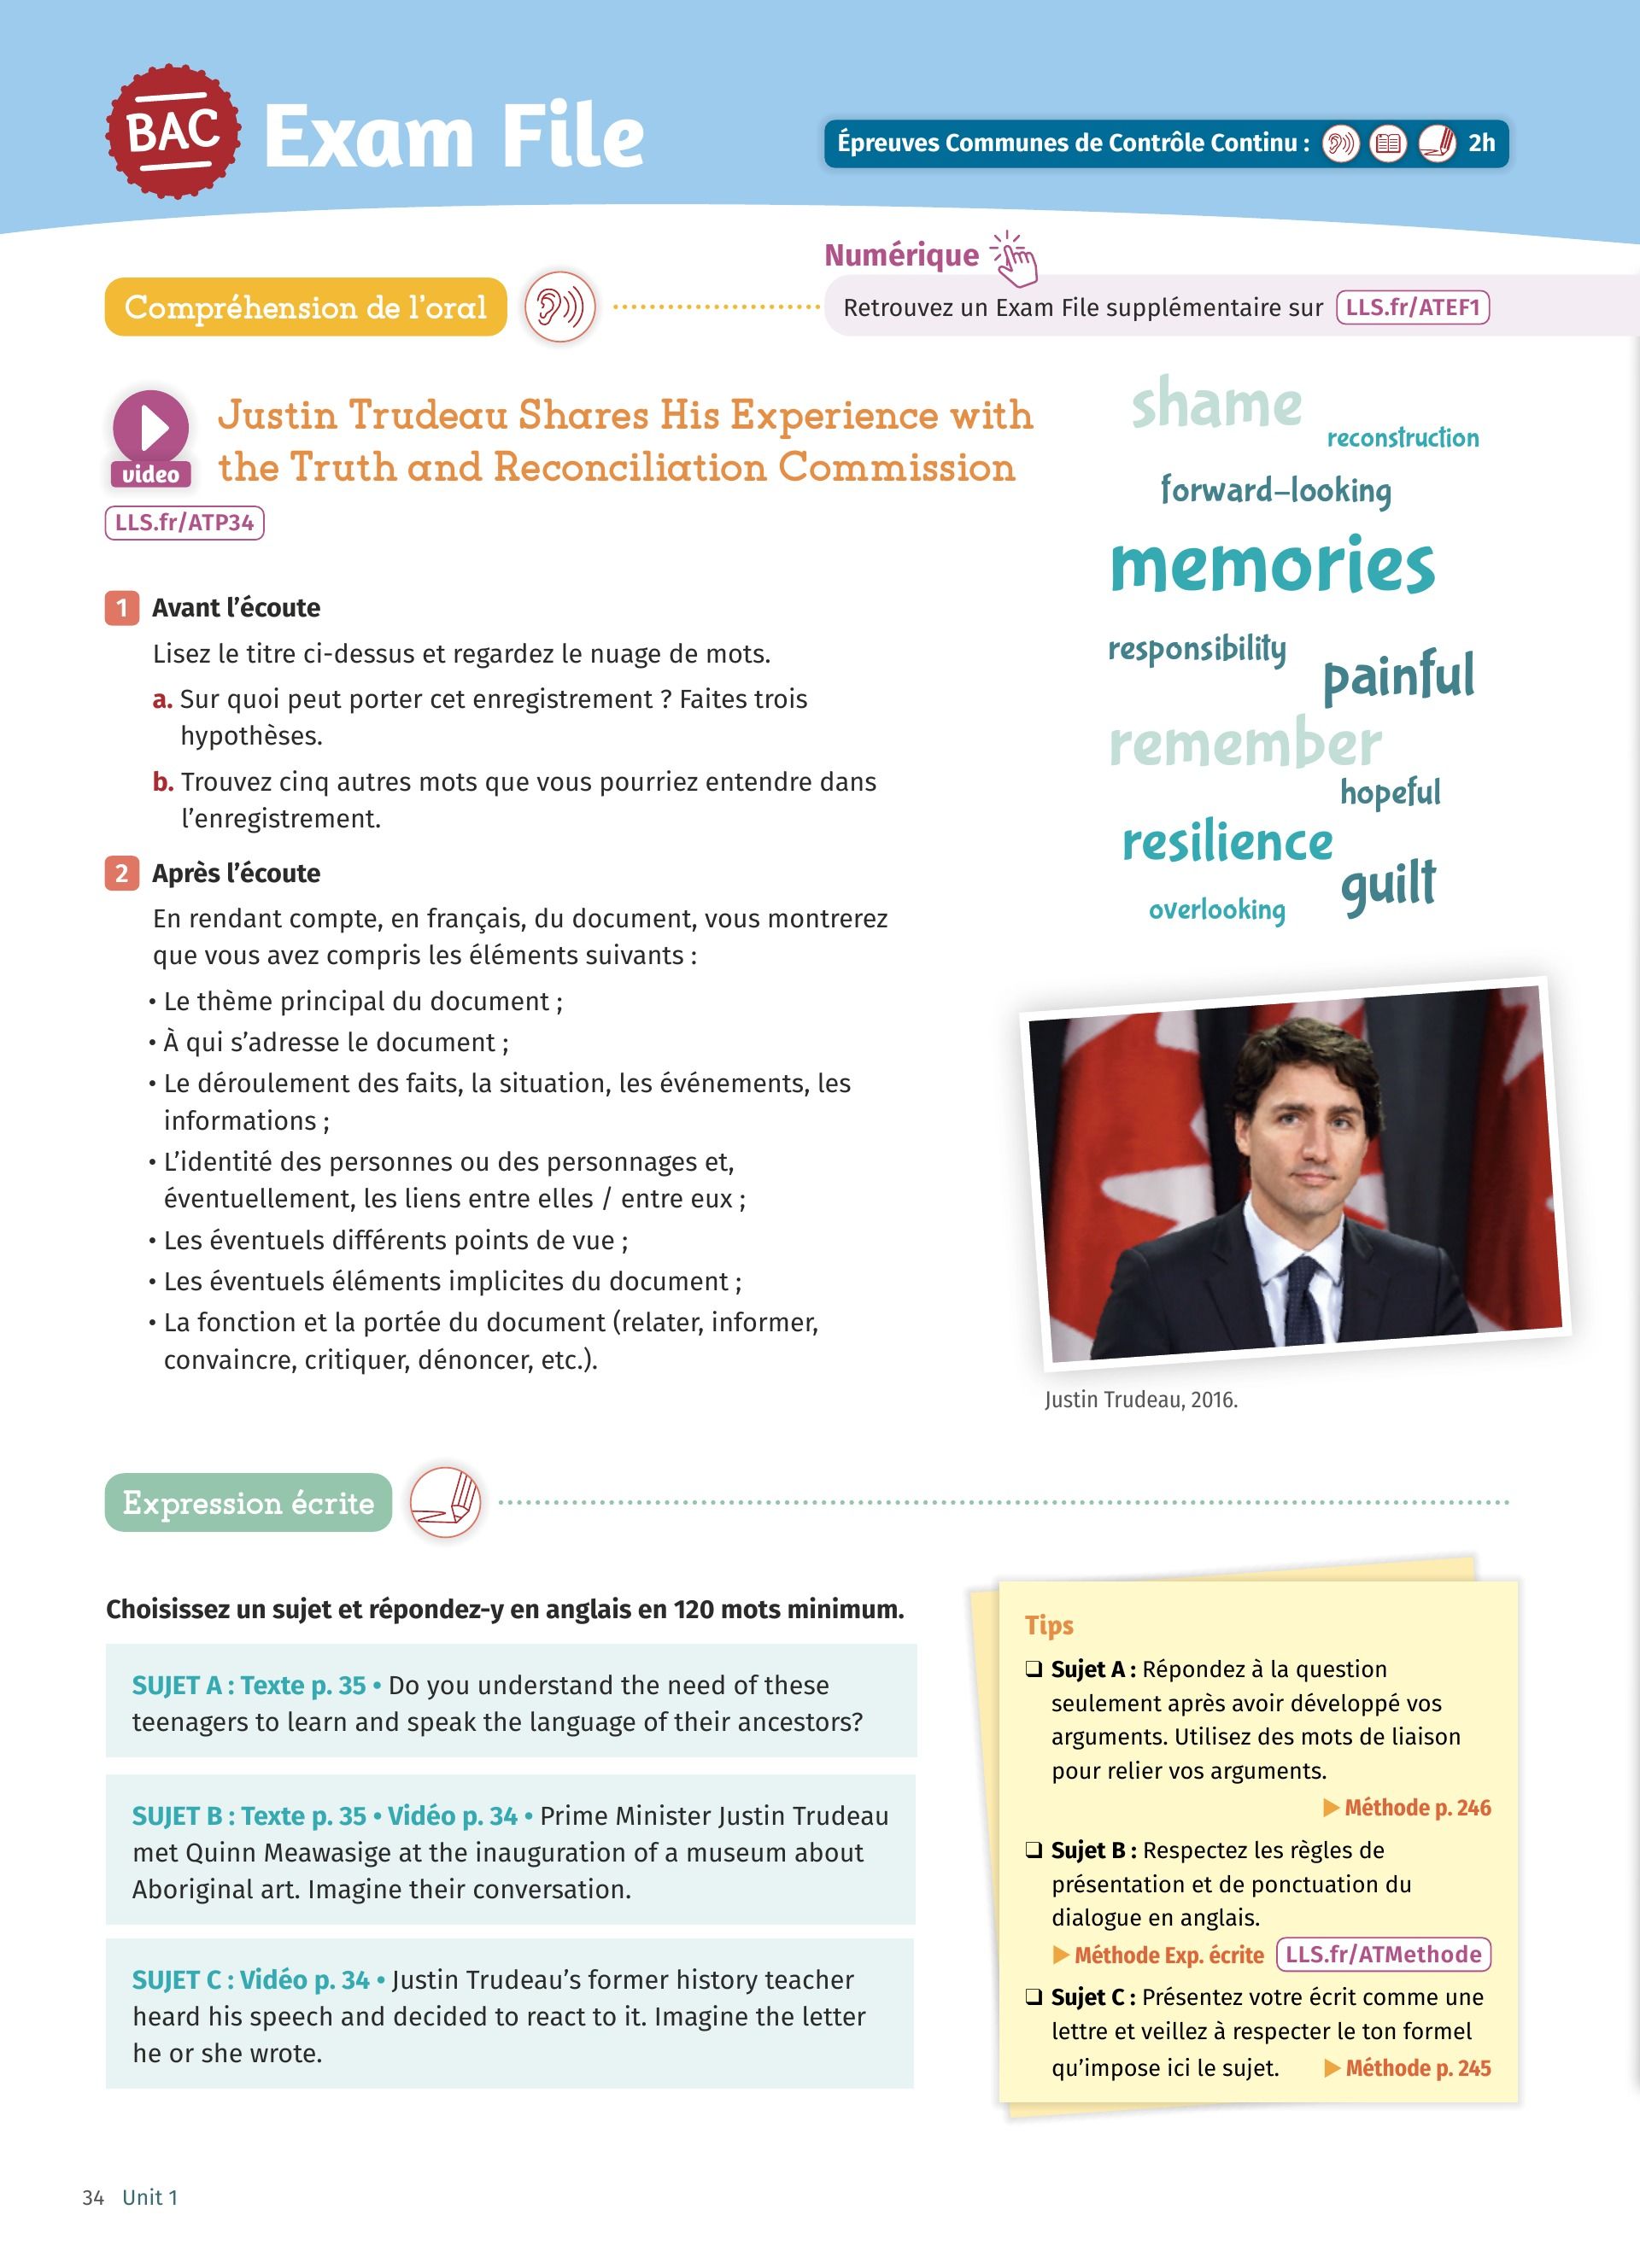 BAC
Exam File
Épreuves Communes de Contrôle Continu : 2h
Numérique
Compréhension de l'oral
Retrouvez un Exam File supplémentaire sur LLS.fr/ATEF1
video
Justin Trudeau Shares His Experience with
the Truth and Reconciliation Commission
LLS.fr/ATP34
shame
reconstruction
forward-looking
memories
responsibility
painful
remember
hopeful
resilience
guilt
overlooking
1 Avant l'écoute
Lisez le titre ci-dessus et regardez le nuage de mots.
a. Sur quoi peut porter cet enregistrement ? Faites trois
hypothèses.
b. Trouvez cinq autres mots que vous pourriez entendre dans
l'enregistrement.
2 Après l'écoute
En rendant compte, en français, du document, vous montrerez
que vous avez compris les éléments suivants :
• Le thème principal du document ;
• À qui s'adresse le document ;
• Le déroulement des faits, la situation, les événements, les
informations ;
• L'identité des personnes ou des personnages et,
éventuellement, les liens entre elles / entre eux ;
• Les éventuels différents points de vue ;
• Les éventuels éléments implicites du document ;
• La fonction et la portée du document (relater, informer,
convaincre, critiquer, dénoncer, etc.).
Justin Trudeau, 2016.
Expression écrite
Choisissez un sujet et répondez-y en anglais en 120 mots minimum.
SUJET A : Texte p. 35 • Do you understand the need of these
teenagers to learn and speak the language of their ancestors?
SUJET B : Texte p. 35 • Vidéo p. 34 • Prime Minister Justin Trudeau
met Quinn Meawasige at the inauguration of a museum about
Aboriginal art. Imagine their conversation.
SUJET C : Vidéo p. 34 • Justin Trudeau's former history teacher
heard his speech and decided to react to it. Imagine the letter
he or she wrote.
Tips
❏ Sujet A : Répondez à la question
seulement après avoir développé vos
arguments. Utilisez des mots de liaison
pour relier vos arguments.
▶ Méthode p. 246
❏ Sujet B : Respectez les règles de
présentation et de ponctuation du
dialogue en anglais.
▶ Méthode Exp. écrite LLS.fr/ATMethode
❏ Sujet C : Présentez votre écrit comme une
lettre et veillez à respecter le ton formel
qu'impose ici le sujet. ▶ Méthode p. 245
34 Unit 1